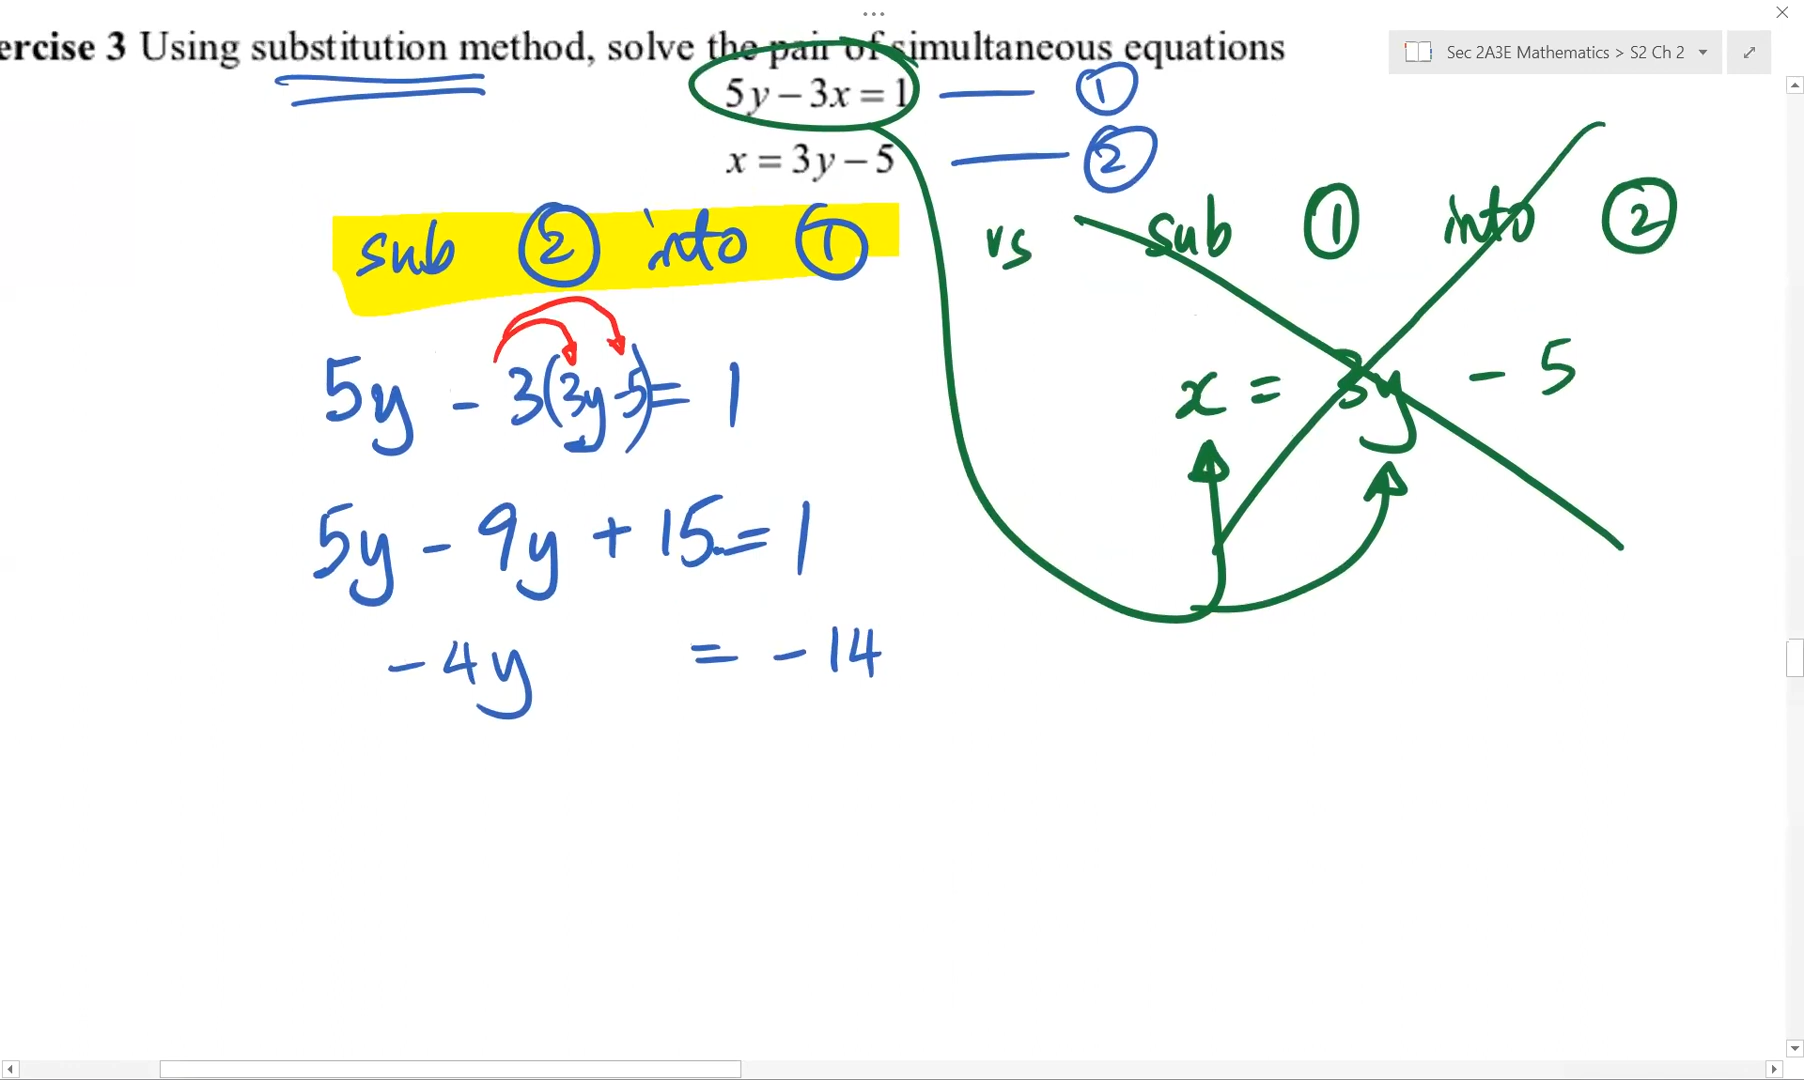 ercise 3 Using substitution method, solve the pair of simultaneous equations
Sec 2A3E Mathematics > S2 Ch 2
5y − 3x = 1 —— ①
x = 3y − 5 —— ②
sub ② into ① vs sub ① into ②
5y - 3(3y-5) = 1
x = 3y - 5
5y - 9y + 15 = 1
-4y = -14